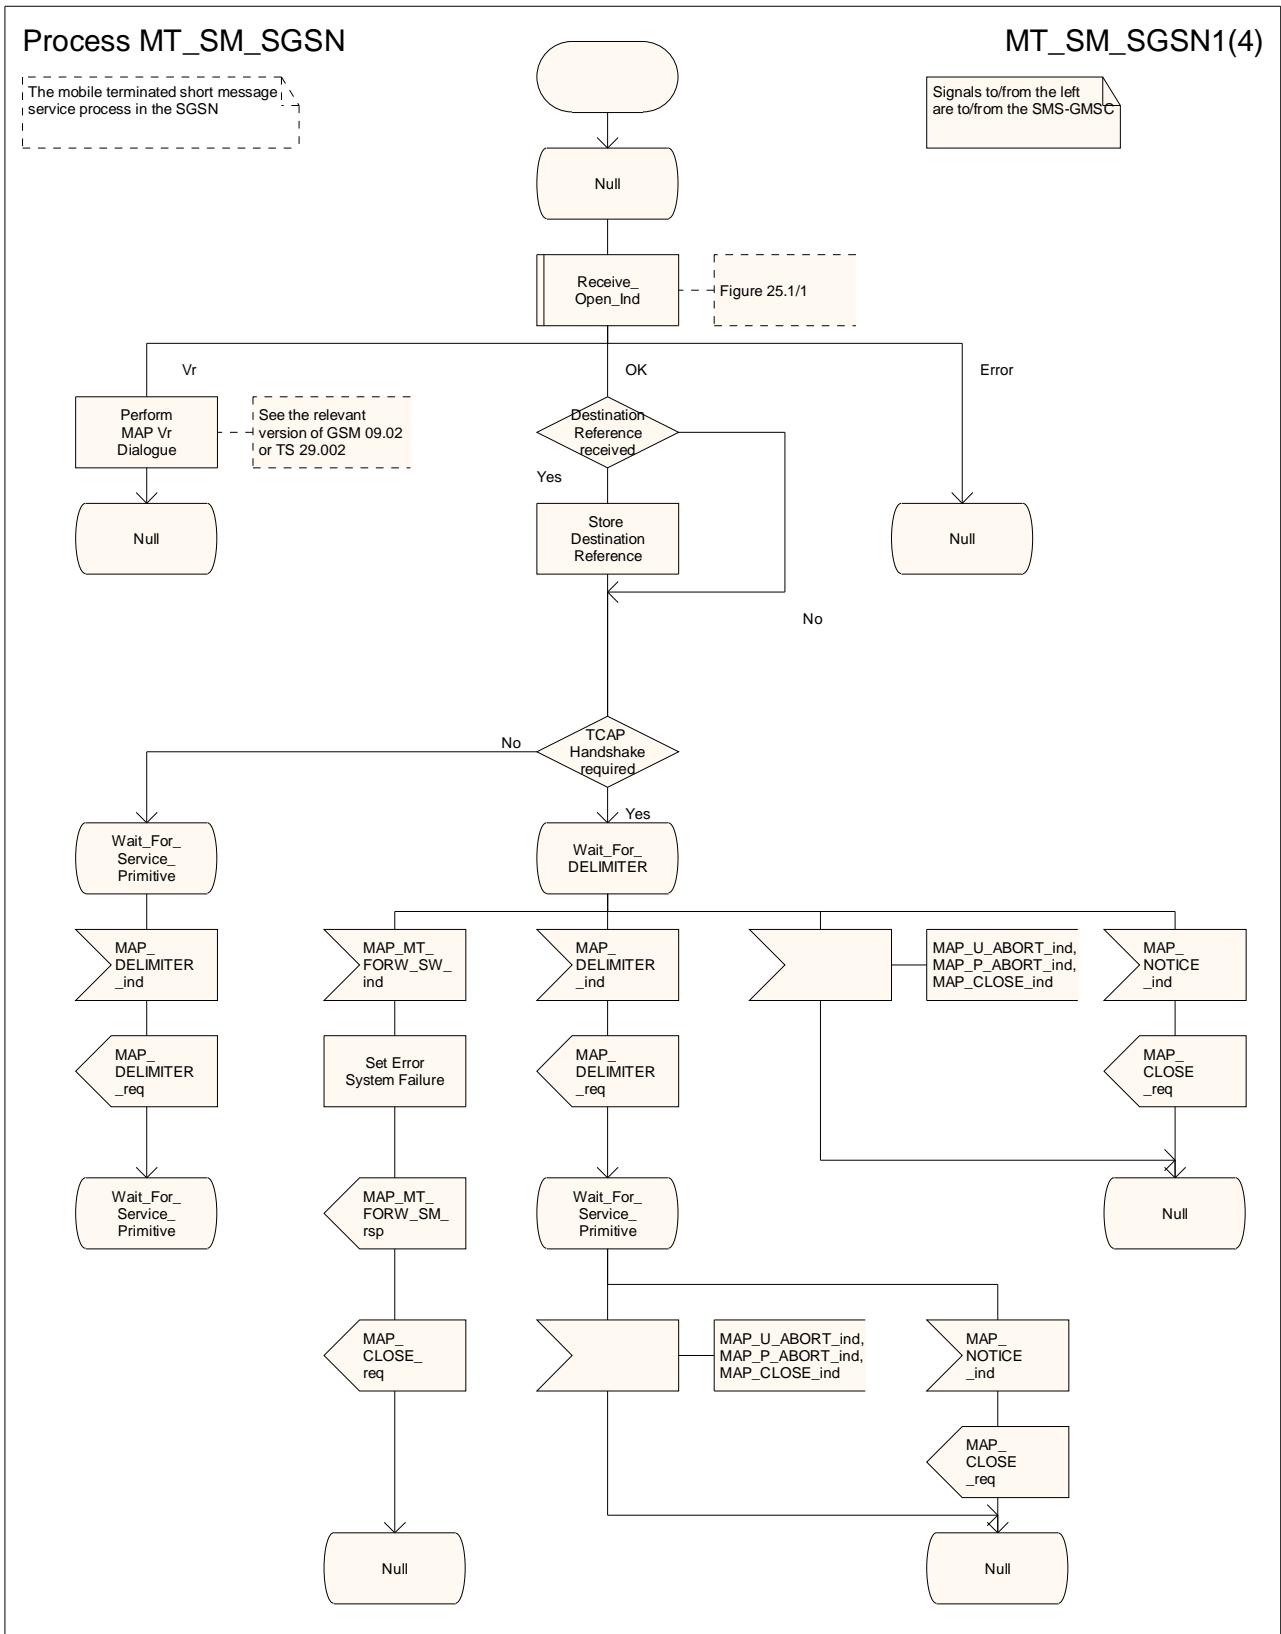 Process MT_SM_SGSN
MT_SM_SGSN1(4)
The mobile terminated short message
service process in the SGSN
Signals to/from the left
are to/from the SMS-GMSC
Null
Receive_
Open_Ind
Figure 25.1/1
Vr
OK
Error
Perform
MAP Vr
Dialogue
See the relevant
version of GSM 09.02
or TS 29.002
Destination
Reference
received
Yes
Null
Store
Destination
Reference
Null
No
TCAP
Handshake
required
No
Yes
Wait_For_
Service_
Primitive
Wait_For_
DELIMITER
MAP_
DELIMITER
_ind
MAP_MT_
FORW_SW_
ind
MAP_
DELIMITER
_ind
MAP_U_ABORT_ind,
MAP_P_ABORT_ind,
MAP_CLOSE_ind
MAP_
NOTICE
_ind
MAP_
DELIMITER
_req
Set Error
System Failure
MAP_
DELIMITER
_req
MAP_
CLOSE
_req
Wait_For_
Service_
Primitive
MAP_MT_
FORW_SM_
rsp
Wait_For_
Service_
Primitive
Null
MAP_
CLOSE_
req
MAP_U_ABORT_ind,
MAP_P_ABORT_ind,
MAP_CLOSE_ind
MAP_
NOTICE
_ind
MAP_
CLOSE
_req
Null
Null